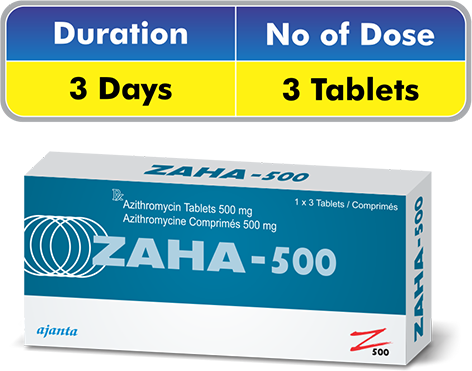 Duration No of Dose
3 Days 3 Tablets
ZAHA-500
Rx Azithromycin Tablets 500 mg 1 x 3 Tablets / Comprimés
Azithromycine Comprimés 500 mg
ZAHA-500
ajanta
Z 500
ZAHA-500